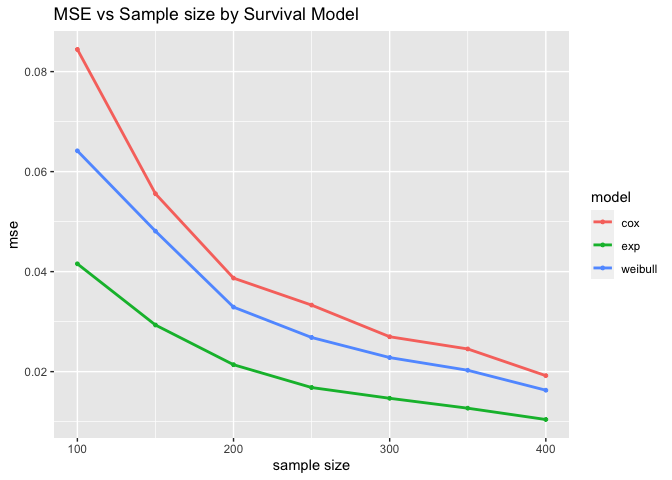 MSE vs Sample size by Survival Model
0.08
0.06
0.04
0.02
mse
100 200 300 400
sample size
model
cox
exp
weibull